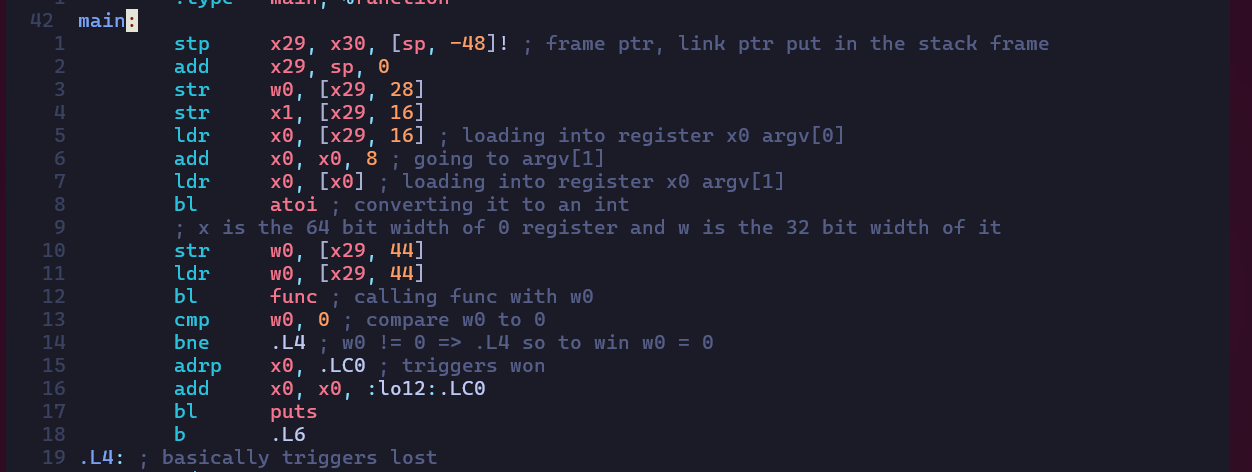 1 .type main, %function
42 main:
1 stp x29, x30, [sp, -48]! ; frame ptr, link ptr put in the stack frame
2 add x29, sp, 0
3 str w0, [x29, 28]
4 str x1, [x29, 16]
5 ldr x0, [x29, 16] ; loading into register x0 argv[0]
6 add x0, x0, 8 ; going to argv[1]
7 ldr x0, [x0] ; loading into register x0 argv[1]
8 bl atoi ; converting it to an int
9 ; x is the 64 bit width of 0 register and w is the 32 bit width of it
10 str w0, [x29, 44]
11 ldr w0, [x29, 44]
12 bl func ; calling func with w0
13 cmp w0, 0 ; compare w0 to 0
14 bne .L4 ; w0 != 0 => .L4 so to win w0 = 0
15 adrp x0, .LC0 ; triggers won
16 add x0, x0, :lo12:.LC0
17 bl puts
18 b .L6
19 .L4: ; basically triggers lost